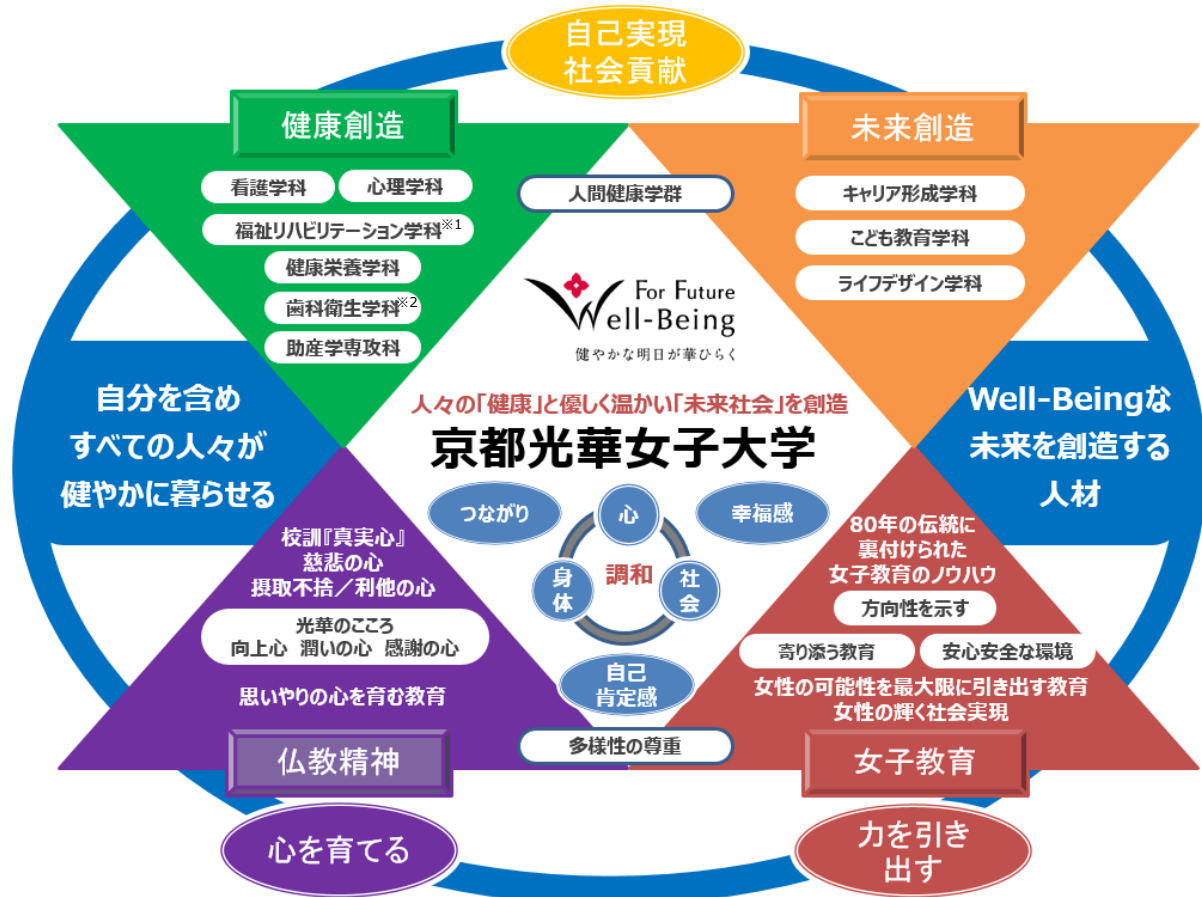 自己実現
社会貢献
健康創造
未来創造
看護学科
心理学科
福祉リハビリテーション学科※1
健康栄養学科
歯科衛生学科※2
助産学専攻科
人間健康学群
キャリア形成学科
こども教育学科
ライフデザイン学科
For Future
Well-Being
健やかな明日が華ひらく
自分を含め
すべての人々が
健やかに暮らせる
人々の「健康」と優しく温かい「未来社会」を創造
京都光華女子大学
Well-Beingな
未来を創造する
人材
つながり
心
幸福感
身体
調和
社会
自己
肯定感
校訓『真実心』
慈悲の心
摂取不捨/利他の心
光華のこころ
向上心 潤いの心 感謝の心
思いやりの心を育む教育
80年の伝統に
裏付けられた
女子教育のノウハウ
方向性を示す
寄り添う教育
安心安全な環境
女性の可能性を最大限に引き出す教育
女性の輝く社会実現
多様性の尊重
仏教精神
女子教育
心を育てる
力を引き
出す